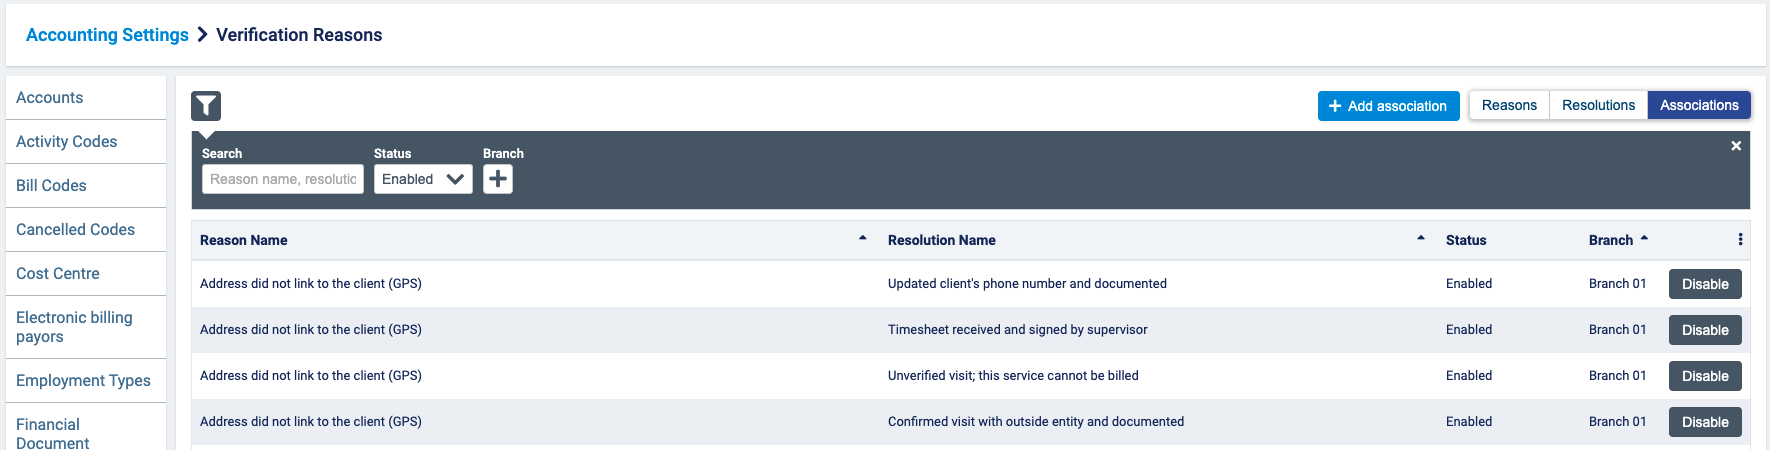 Accounting Settings > Verification Reasons
Accounts
Activity Codes
Bill Codes
Cancelled Codes
Cost Centre
Electronic billing
payors
Employment Types
Financial
Document
+ Add association
Reasons
Resolutions
Associations
Search
Status
Branch
Reason name, resolutic
Enabled
Reason Name
Resolution Name
Status
Branch
Address did not link to the client (GPS)
Updated client's phone number and documented
Enabled
Branch 01
Disable
Address did not link to the client (GPS)
Timesheet received and signed by supervisor
Enabled
Branch 01
Disable
Address did not link to the client (GPS)
Unverified visit; this service cannot be billed
Enabled
Branch 01
Disable
Address did not link to the client (GPS)
Confirmed visit with outside entity and documented
Enabled
Branch 01
Disable